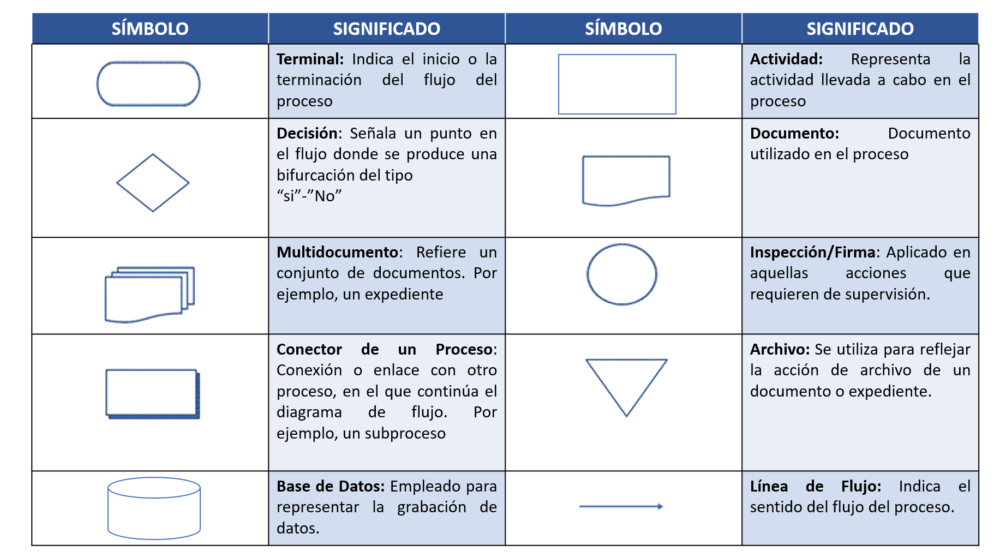 SÍMBOLO
SIGNIFICADO
SÍMBOLO
SIGNIFICADO
Terminal: Indica el inicio o la
terminación del flujo del
proceso
Actividad: Representa la
actividad llevada a cabo en el
proceso
Decisión: Señala un punto en
el flujo donde se produce una
bifurcación del tipo
“si”-”No”
Documento: Documento
utilizado en el proceso
Multidocumento: Refiere un
conjunto de documentos. Por
ejemplo, un expediente
Inspección/Firma: Aplicado en
aquellas acciones que
requieren de supervisión.
Conector de un Proceso:
Conexión o enlace con otro
proceso, en el que continúa el
diagrama de flujo. Por
ejemplo, un subproceso
Archivo: Se utiliza para reflejar
la acción de archivo de un
documento o expediente.
Base de Datos: Empleado para
representar la grabación de
datos.
Línea de Flujo: Indica el
sentido del flujo del proceso.